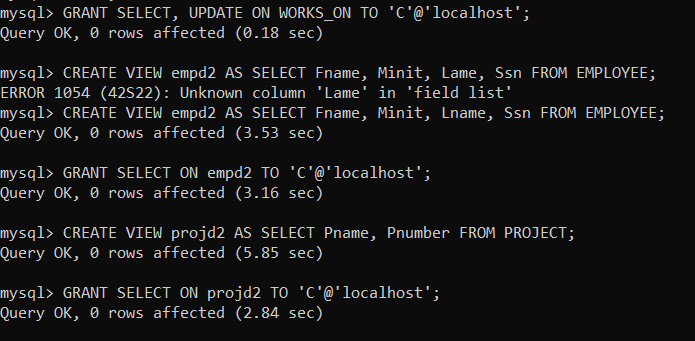 mysql> GRANT SELECT, UPDATE ON WORKS_ON TO 'C'@'localhost';
Query OK, 0 rows affected (0.18 sec)
mysql> CREATE VIEW empd2 AS SELECT Fname, Minit, Lame, Ssn FROM EMPLOYEE;
ERROR 1054 (42S22): Unknown column 'Lame' in 'field list'
mysql> CREATE VIEW empd2 AS SELECT Fname, Minit, Lname, Ssn FROM EMPLOYEE;
Query OK, 0 rows affected (3.53 sec)
mysql> GRANT SELECT ON empd2 TO 'C'@'localhost';
Query OK, 0 rows affected (3.16 sec)
mysql> CREATE VIEW projd2 AS SELECT Pname, Pnumber FROM PROJECT;
Query OK, 0 rows affected (5.85 sec)
mysql> GRANT SELECT ON projd2 TO 'C'@'localhost';
Query OK, 0 rows affected (2.84 sec)